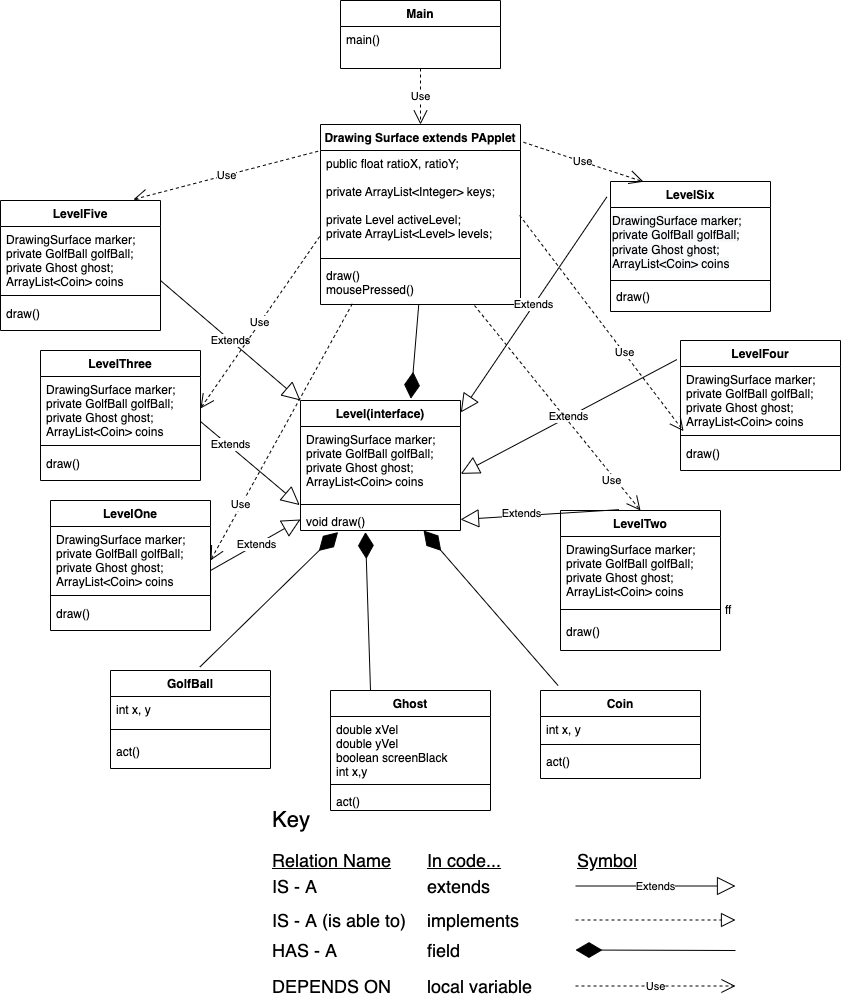 Main
main()
Use
Drawing Surface extends PApplet
public float ratioX, ratioY;
private ArrayList<Integer> keys;
private Level activeLevel;
private ArrayList<Level> levels;
draw()
mousePressed()
Use
Use
LevelFive
DrawingSurface marker;
private GolfBall golfBall;
private Ghost ghost;
ArrayList<Coin> coins
draw()
LevelSix
DrawingSurface marker;
private GolfBall golfBall;
private Ghost ghost;
ArrayList<Coin> coins
draw()
Extends
Use
Extends
Use
LevelThree
DrawingSurface marker;
private GolfBall golfBall;
private Ghost ghost;
ArrayList<Coin> coins
draw()
LevelFour
DrawingSurface marker;
private GolfBall golfBall;
private Ghost ghost;
ArrayList<Coin> coins
draw()
Level(interface)
DrawingSurface marker;
private GolfBall golfBall;
private Ghost ghost;
ArrayList<Coin> coins
void draw()
Extends
Extends
Use
Use
Extends
Extends
LevelOne
DrawingSurface marker;
private GolfBall golfBall;
private Ghost ghost;
ArrayList<Coin> coins
draw()
LevelTwo
DrawingSurface marker;
private GolfBall golfBall;
private Ghost ghost;
ArrayList<Coin> coins
draw()
ff
GolfBall
int x, y
act()
Ghost
double xVel
double yVel
boolean screenBlack
int x,y
act()
Coin
int x, y
act()
Key
Relation Name In code... Symbol
IS - A extends Extends
IS - A (is able to) implements
HAS - A field
DEPENDS ON local variable Use